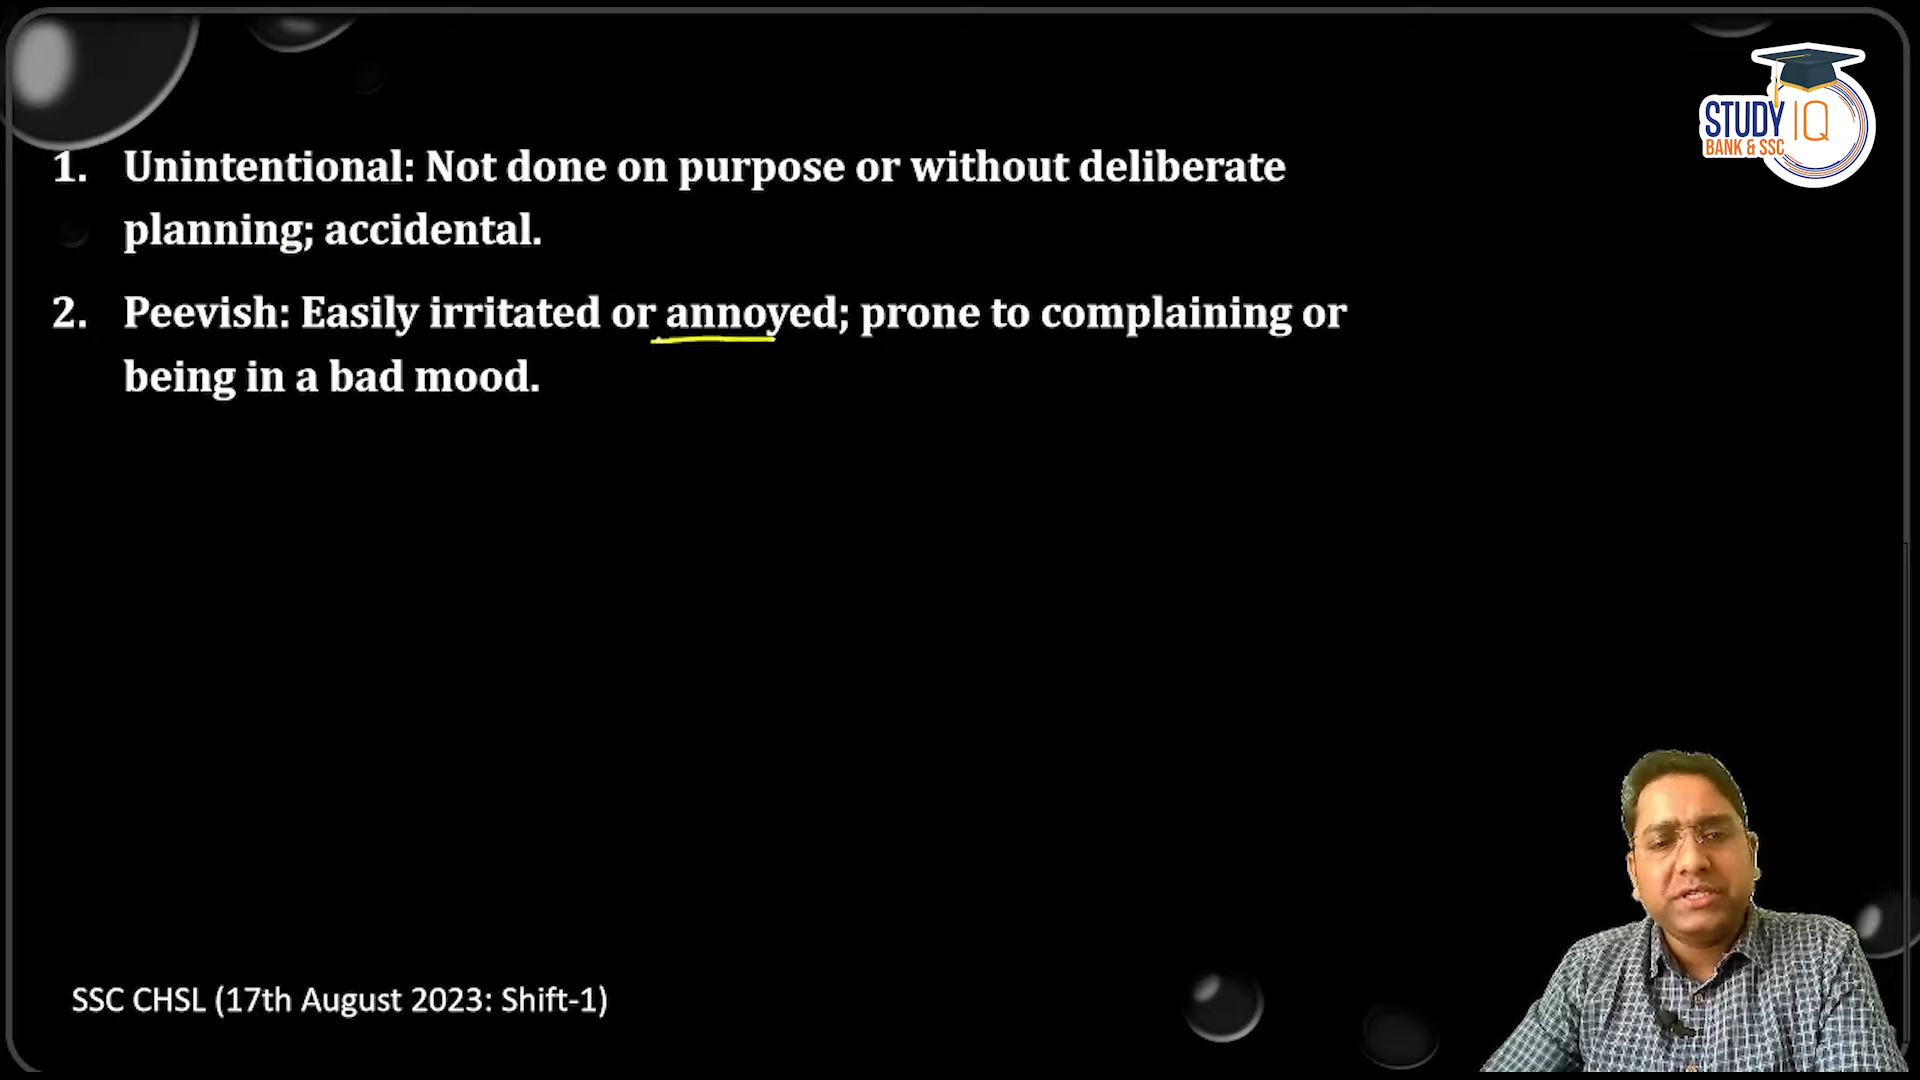 STUDY IQ
BANK & SSC
1. Unintentional: Not done on purpose or without deliberate
planning; accidental.
2. Peevish: Easily irritated or annoyed; prone to complaining or
being in a bad mood.
SSC CHSL (17th August 2023: Shift-1)